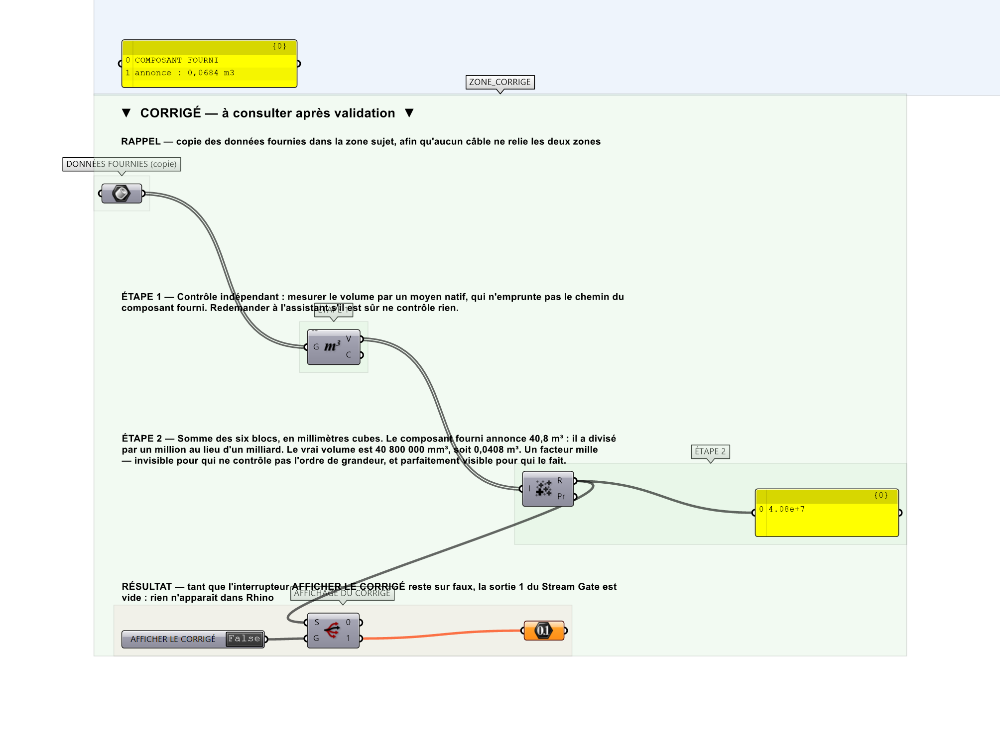 {0}
0 COMPOSANT FOURNI
1 annonce : 0,0684 m3
ZONE_CORRIGE
▼ CORRIGÉ — à consulter après validation ▼
RAPPEL — copie des données fournies dans la zone sujet, afin qu'aucun câble ne relie les deux zones
DONNÉES FOURNIES (copie)
ÉTAPE 1 — Contrôle indépendant : mesurer le volume par un moyen natif, qui n'emprunte pas le chemin du
composant fourni. Redemander à l'assistant s'il est sûr ne contrôle rien.
ÉTAPE 1
G m³ V
C
ÉTAPE 2 — Somme des six blocs, en millimètres cubes. Le composant fourni annonce 40,8 m³ : il a divisé
par un million au lieu d'un milliard. Le vrai volume est 40 800 000 mm³, soit 0,0408 m³. Un facteur mille
— invisible pour qui ne contrôle pas l'ordre de grandeur, et parfaitement visible pour qui le fait.
ÉTAPE 2
I R
Pr
{0}
0 4.08e+7
RÉSULTAT — tant que l'interrupteur AFFICHER LE CORRIGÉ reste sur faux, la sortie 1 du Stream Gate est
vide : rien n'apparaît dans Rhino
AFFICHAGE DU CORRIGÉ
S 0
G 1
AFFICHER LE CORRIGÉ False
0.1